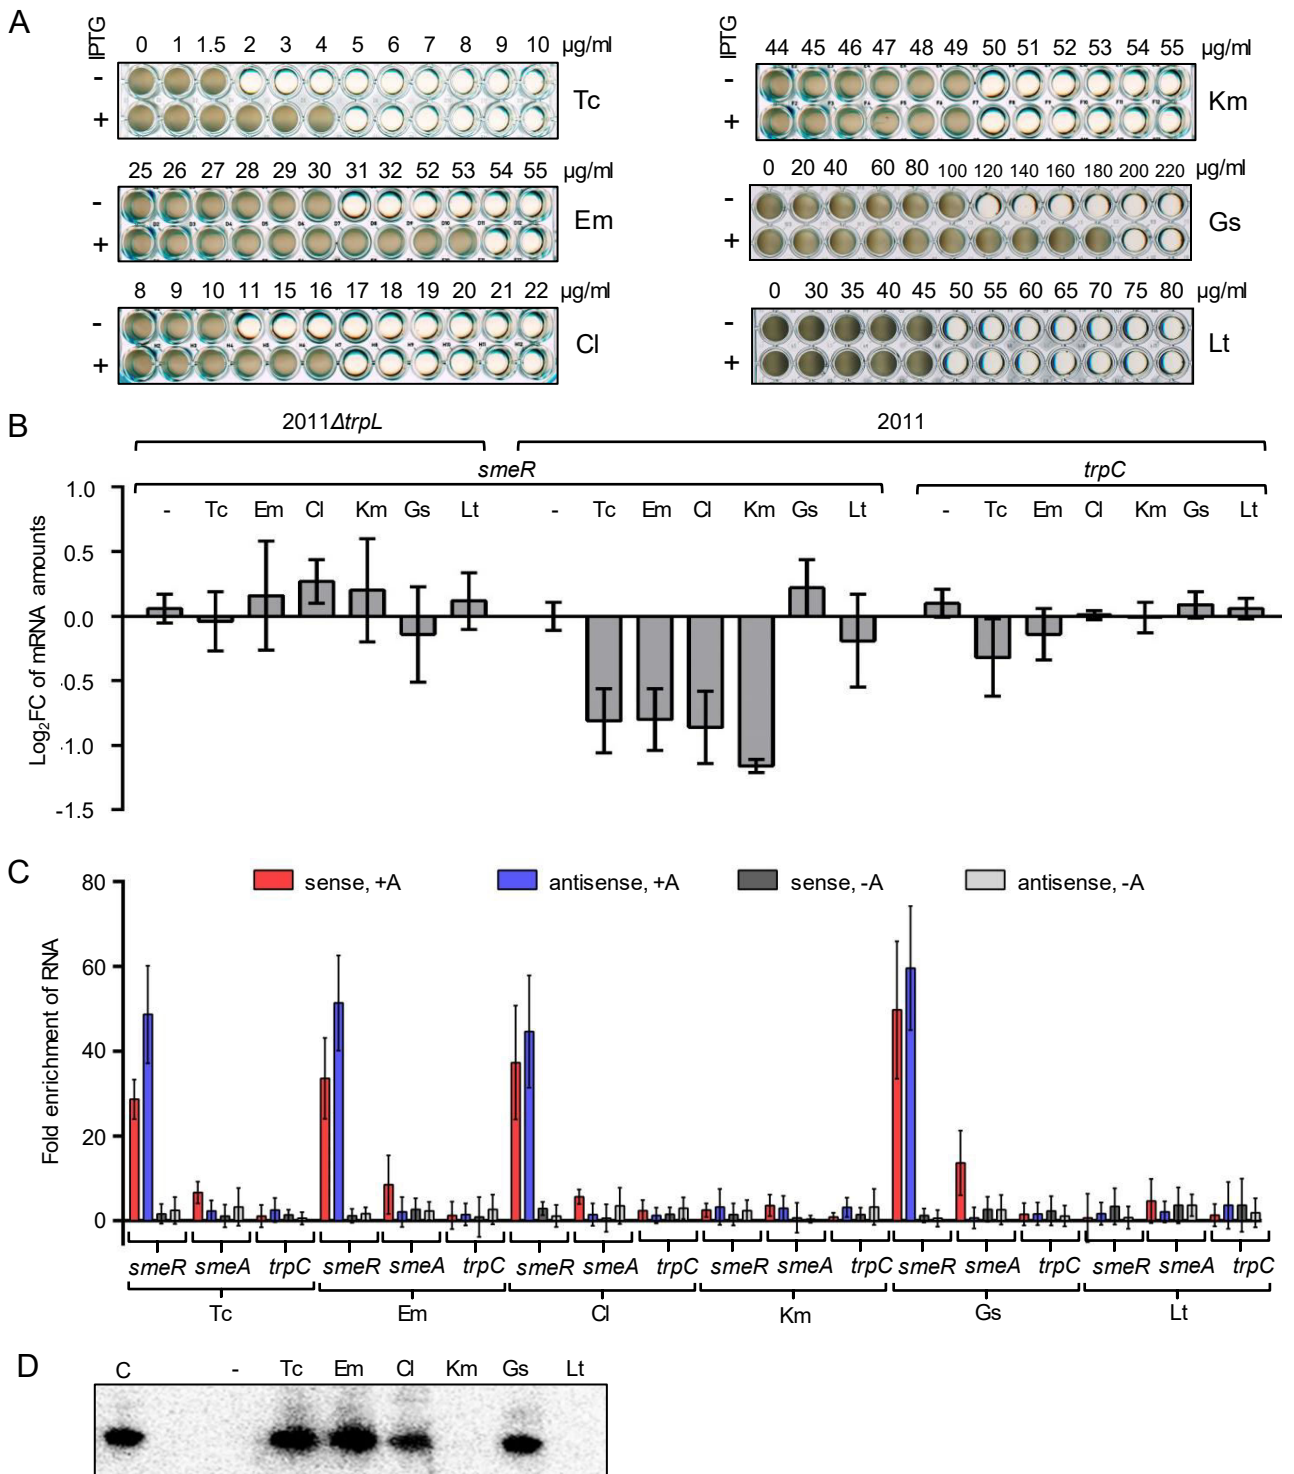 A
IPTG
0 1 1.5 2 3 4 5 6 7 8 9 10 µg/ml
-
+
Tc
25 26 27 28 29 30 31 32 52 53 54 55 µg/ml
-
+
Em
8 9 10 11 15 16 17 18 19 20 21 22 µg/ml
-
+
Cl
IPTG
44 45 46 47 48 49 50 51 52 53 54 55 µg/ml
-
+
Km
0 20 40 60 80 100 120 140 160 180 200 220 µg/ml
-
+
Gs
0 30 35 40 45 50 55 60 65 70 75 80 µg/ml
-
+
Lt
B
2011ΔtrpL 2011
smeR trpC
- Tc Em Cl Km Gs Lt - Tc Em Cl Km Gs Lt - Tc Em Cl Km Gs Lt
Log₂FC of mRNA amounts
1.0
0.5
0.0
-0.5
-1.0
-1.5
C
sense, +A antisense, +A sense, -A antisense, -A
Fold enrichment of RNA
80
60
40
20
0
smeR smeA trpC smeR smeA trpC smeR smeA trpC smeR smeA trpC smeR smeA trpC smeR smeA trpC
Tc Em Cl Km Gs Lt
D
C - Tc Em Cl Km Gs Lt